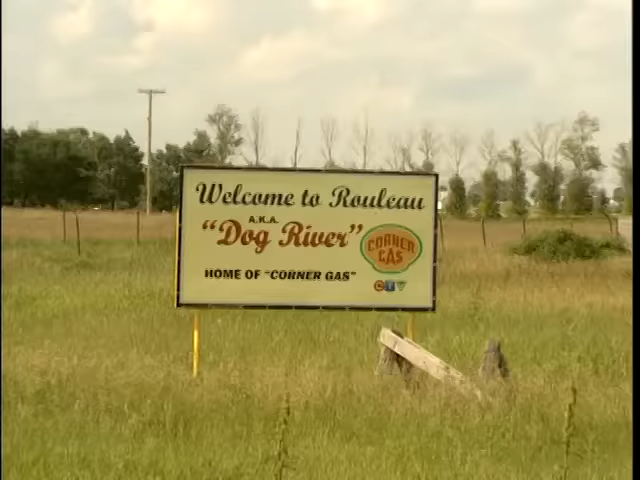 Welcome to Rouleau
A.K.A.
"Dog River"
CORNER
GAS
HOME OF "CORNER GAS"
CTV